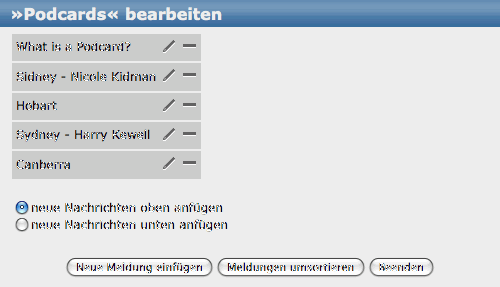 »Podcards« bearbeiten
What is a Podcard?
Sidney - Nicole Kidman
Hobart
Sydney - Harry Kewell
Canberra
neue Nachrichten oben anfügen
neue Nachrichten unten anfügen
Neue Meldung einfügen Meldungen umsortieren Beenden